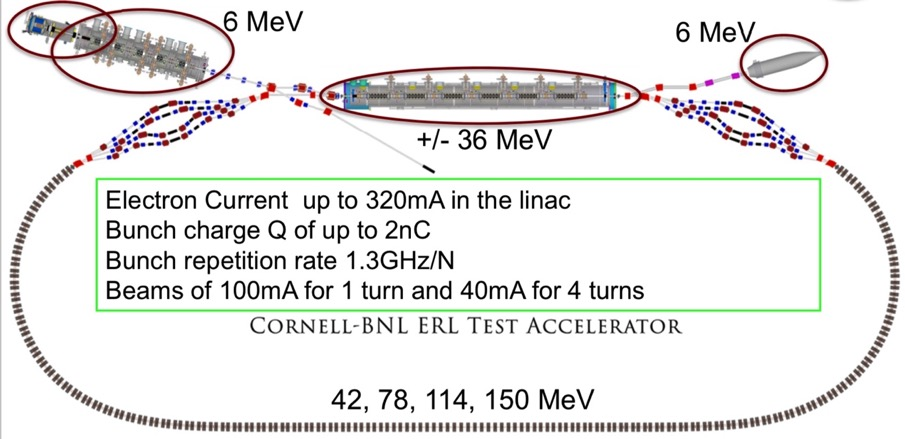 6 MeV
6 MeV
+/- 36 MeV
Electron Current up to 320mA in the linac
Bunch charge Q of up to 2nC
Bunch repetition rate 1.3GHz/N
Beams of 100mA for 1 turn and 40mA for 4 turns
CORNELL-BNL ERL TEST ACCELERATOR
42, 78, 114, 150 MeV